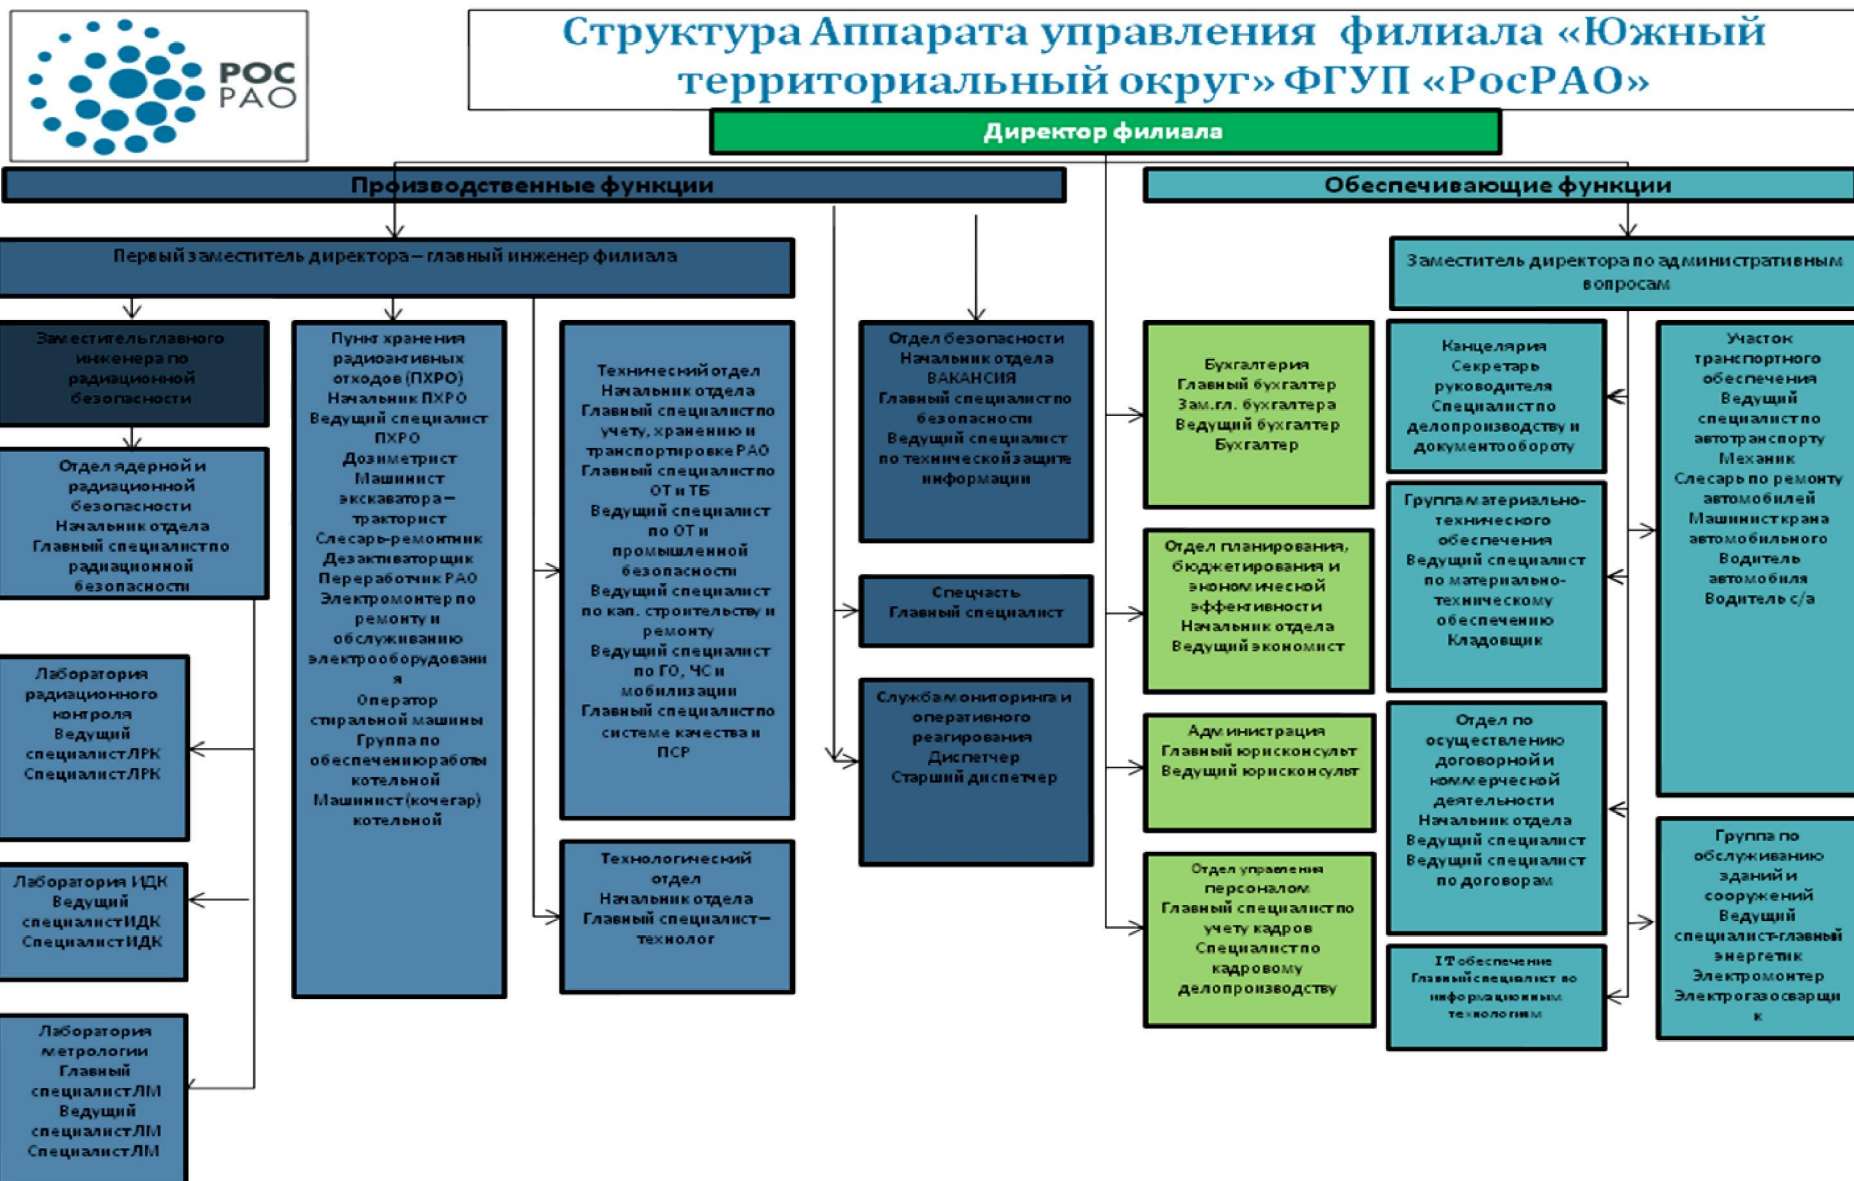 РОС
РАО
Структура Аппарата управления филиала «Южный
территориальный округ» ФГУП «РосРАО»
Директор филиала
Производственные функции
Обеспечивающие функции
Первый заместитель директора – главный инженер филиала
Заместитель директора по административным
вопросам
Заместитель главного
инженера по
радиационной
безопасности
Отдел ядерной и
радиационной
безопасности
Начальник отдела
Главный специалист по
радиационной
безопасности
Лаборатория
радиационного
контроля
Ведущий
специалист ЛРК
Специалист ЛРК
Лаборатория ИДК
Ведущий
специалист ИДК
Специалист ИДК
Лаборатория
метрологии
Главный
специалист ЛМ
Ведущий
специалист ЛМ
Специалист ЛМ
Пункт хранения
радиоактивных
отходов (ПХРО)
Начальник ПХРО
Ведущий специалист
ПХРО
Дозиметрист
Машинист
экскаватора –
тракторист
Слесарь-ремонтник
Дезактиваторщик
Переработчик РАО
Электромонтер по
ремонту и
обслуживанию
электрооборудовани
я
Оператор
стиральной машины
Группа по
обеспечению работы
котельной
Машинист (кочегар)
котельной
Технический отдел
Начальник отдела
Главный специалист по
учету, хранению и
транспортировке РАО
Главный специалист по
ОТ и ТБ
Ведущий специалист
по ОТ и
промышленной
безопасности
Ведущий специалист
по кап. строительству и
ремонту
Ведущий специалист
по ГО, ЧС и
мобилизации
Главный специалист по
системе качества и
ПСР
Технологический
отдел
Начальник отдела
Главный специалист –
технолог
Отдел безопасности
Начальник отдела
ВАКАНСИЯ
Главный специалист по
безопасности
Ведущий специалист
по технической защите
информации
Спецчасть
Главный специалист
Служба мониторинга и
оперативного
реагирования
Диспетчер
Старший диспетчер
Бухгалтерия
Главный бухгалтер
Зам.гл. бухгалтера
Ведущий бухгалтер
Бухгалтер
Отдел планирования,
бюджетирования и
экономической
эффективности
Начальник отдела
Ведущий экономист
Администрация
Главный юрисконсульт
Ведущий юрисконсульт
Отдел управления
персоналом
Главный специалист по
учету кадров
Специалист по
кадровому
делопроизводству
Канцелярия
Секретарь
руководителя
Специалист по
делопроизводству и
документообороту
Группа материально-
технического
обеспечения
Ведущий специалист
по материально-
техническому
обеспечению
Кладовщик
Отдел по
осуществлению
договорной и
коммерческой
деятельности
Начальник отдела
Ведущий специалист
Ведущий специалист
по договорам
IT обеспечение
Главный специалист по
информационным
технологиям
Участок
транспортного
обеспечения
Ведущий
специалист по
автотранспорту
Механик
Слесарь по ремонту
автомобилей
Машинист крана
автомобильного
Водитель
автомобиля
Водитель с/а
Группа по
обслуживанию
зданий и
сооружений
Ведущий
специалист-главный
энергетик
Электромонтер
Электрогазосварщи
к